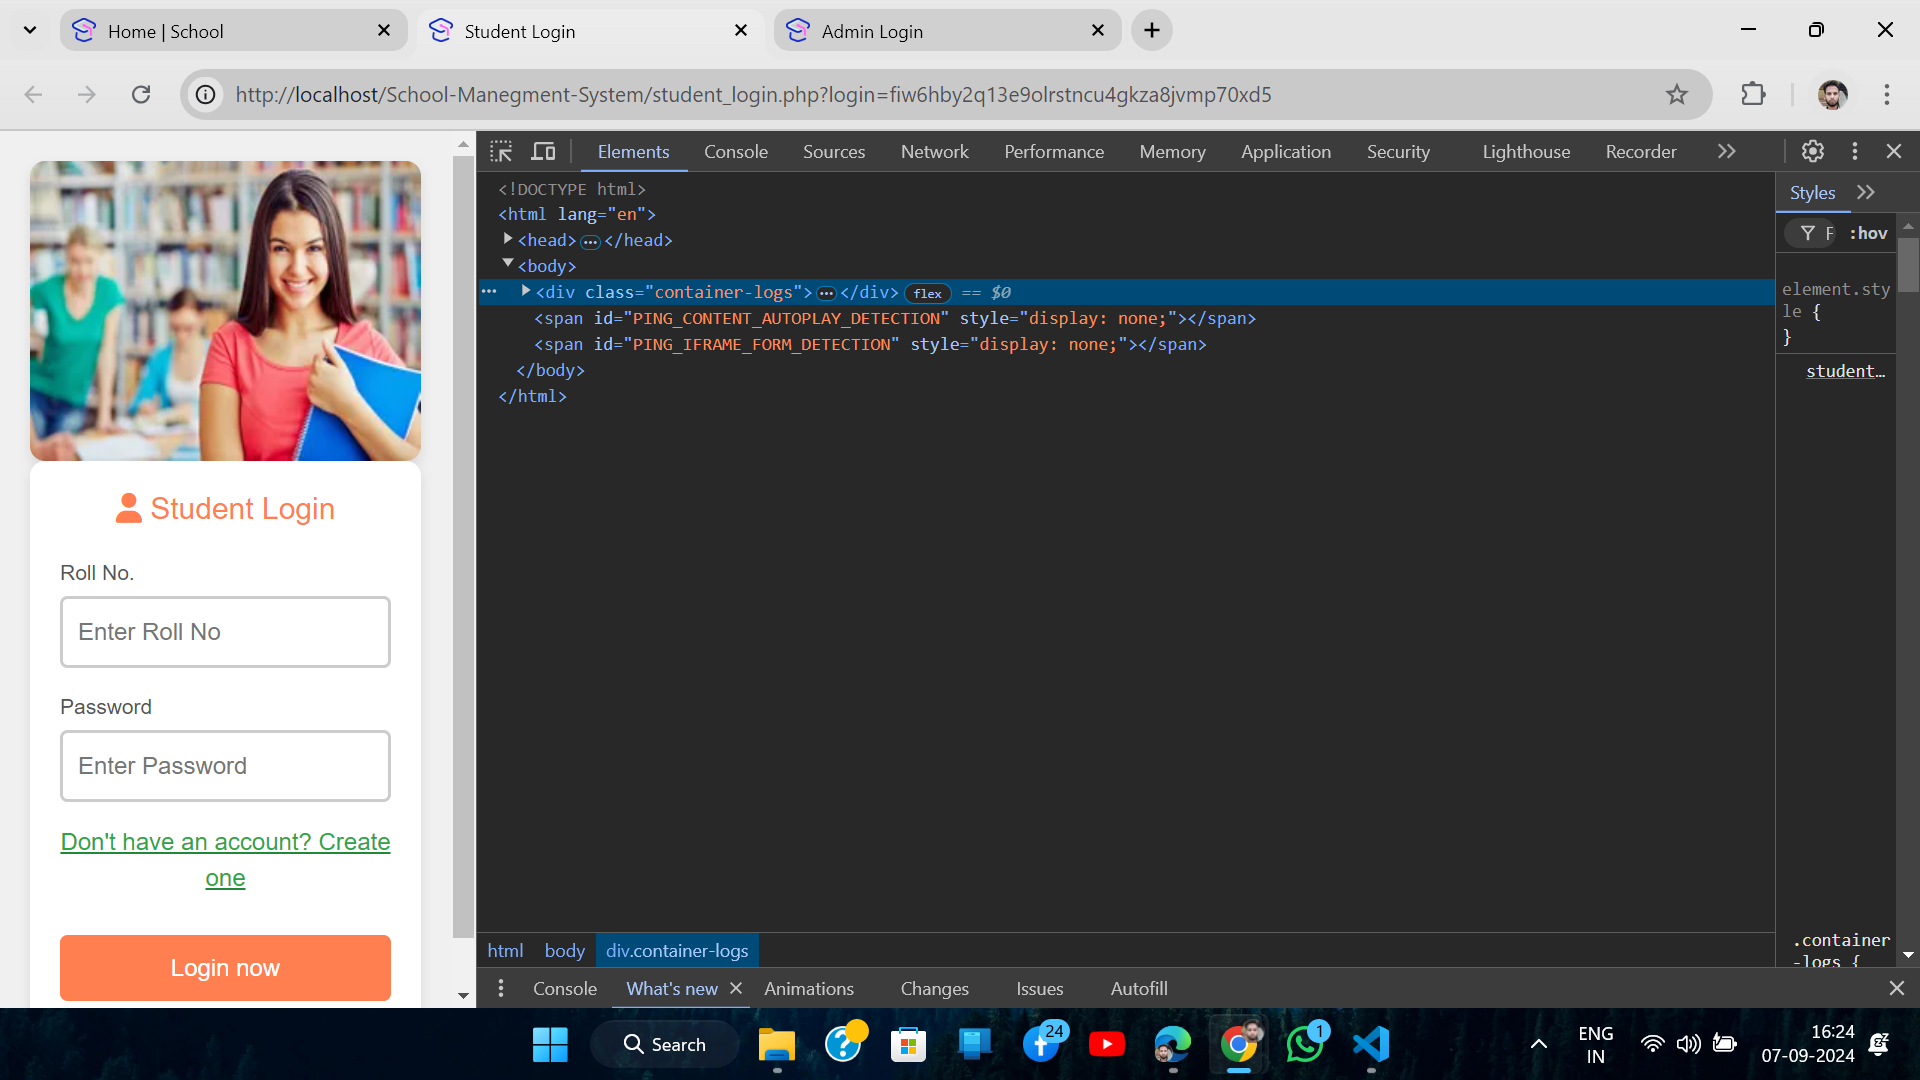 Home | School
Student Login
Admin Login
http://localhost/School-Manegment-System/student_login.php?login=fiw6hby2q13e9olrstncu4gkza8jvmp70xd5
Student Login
Roll No.
Enter Roll No
Password
Enter Password
Don't have an account? Create
one
Login now
Elements Console Sources Network Performance Memory Application Security Lighthouse Recorder
<!DOCTYPE html>
<html lang="en">
<head>…</head>
<body>
<div class="container-logs">…</div> flex == $0
<span id="PING_CONTENT_AUTOPLAY_DETECTION" style="display: none;"></span>
<span id="PING_IFRAME_FORM_DETECTION" style="display: none;"></span>
</body>
</html>
Styles
F :hov
element.sty
le {
}
student…
.container
-logs {
html body div.container-logs
Console What's new Animations Changes Issues Autofill
Search
24
1
ENG
IN
16:24
07-09-2024